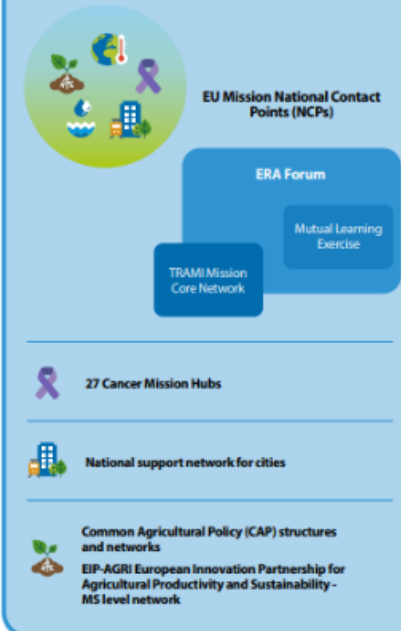 EU Mission National Contact
Points (NCPs)
ERA Forum
Mutual Learning
Exercise
TRAMI Mission
Core Network
27 Cancer Mission Hubs
National support network for cities
Common Agricultural Policy (CAP) structures
and networks
EIP-AGRI European Innovation Partnership for
Agricultural Productivity and Sustainability -
MS level network